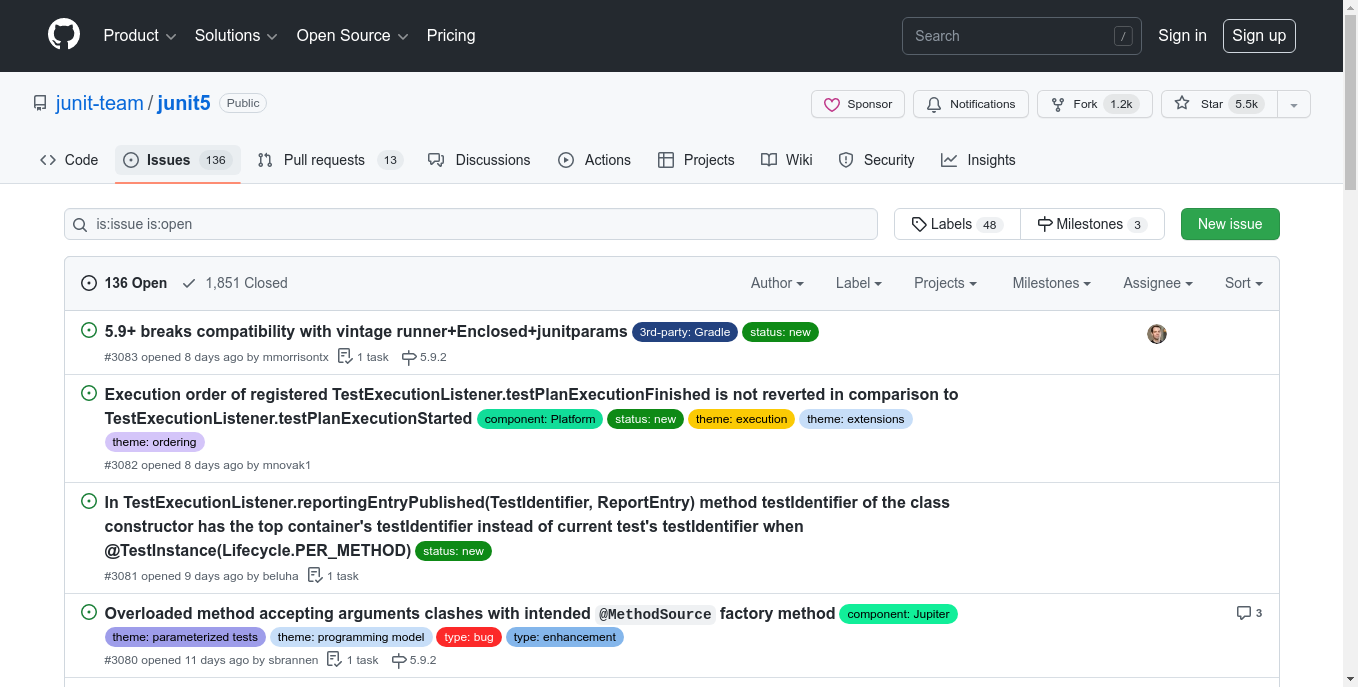 Product Solutions Open Source Pricing Search / Sign in Sign up
junit-team / junit5 Public Sponsor Notifications Fork 1.2k Star 5.5k
Code Issues 136 Pull requests 13 Discussions Actions Projects Wiki Security Insights
is:issue is:open Labels 48 Milestones 3 New issue
136 Open 1,851 Closed Author Label Projects Milestones Assignee Sort
5.9+ breaks compatibility with vintage runner+Enclosed+junitparams 3rd-party: Gradle status: new
#3083 opened 8 days ago by mmorrisontx 1 task 5.9.2
Execution order of registered TestExecutionListener.testPlanExecutionFinished is not reverted in comparison to
TestExecutionListener.testPlanExecutionStarted component: Platform status: new theme: execution theme: extensions
theme: ordering
#3082 opened 8 days ago by mnovak1
In TestExecutionListener.reportingEntryPublished(TestIdentifier, ReportEntry) method testIdentifier of the class
constructor has the top container's testIdentifier instead of current test's testIdentifier when
@TestInstance(Lifecycle.PER_METHOD) status: new
#3081 opened 9 days ago by beluha 1 task
Overloaded method accepting arguments clashes with intended @MethodSource factory method component: Jupiter 3
theme: parameterized tests theme: programming model type: bug type: enhancement
#3080 opened 11 days ago by sbrannen 1 task 5.9.2